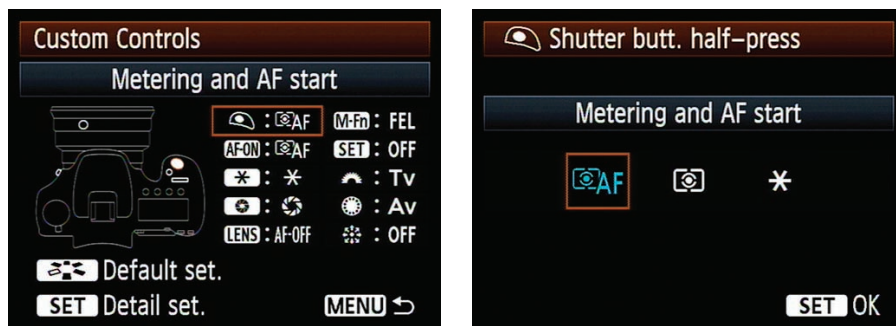 Custom Controls
Metering and AF start
: AF M-Fn : FEL
AF-ON : AF SET : OFF
: Tv
: Av
LENS : AF-OFF : OFF
Default set.
SET Detail set. MENU
Shutter butt. half-press
Metering and AF start
AF
SET OK